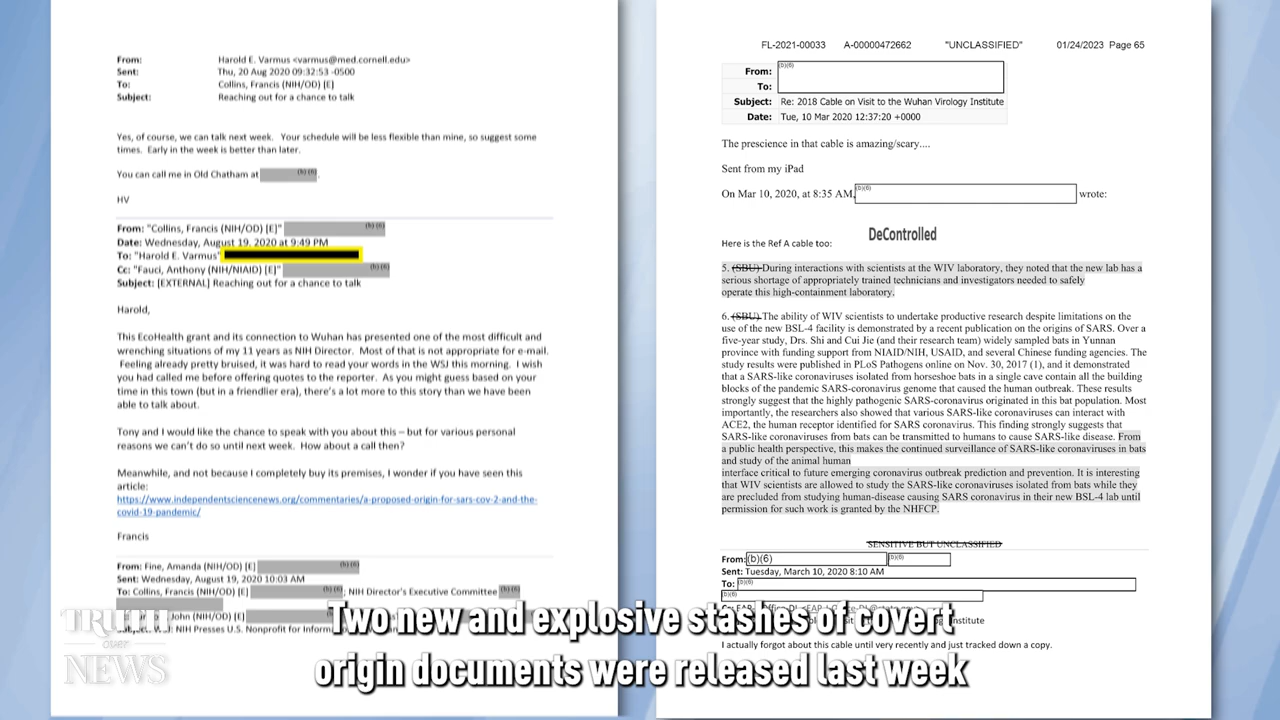 From: Harold E. Varmus <varmus@med.cornell.edu>
Sent: Thu, 20 Aug 2020 09:32:53 -0500
To: Collins, Francis (NIH/OD) [E]
Subject: Reaching out for a chance to talk
Yes, of course, we can talk next week. Your schedule will be less flexible than mine, so suggest some
times. Early in the week is better than later.
You can call me in Old Chatham at (b) (6).
HV
From: "Collins, Francis (NIH/OD) [E]" (b) (6)
Date: Wednesday, August 19, 2020 at 9:49 PM
To: "Harold E. Varmus"
Cc: "Fauci, Anthony (NIH/NIAID) [E]" (b) (6)
Subject: [EXTERNAL] Reaching out for a chance to talk
Harold,
This EcoHealth grant and its connection to Wuhan has presented one of the most difficult and
wrenching situations of my 11 years as NIH Director. Most of that is not appropriate for e-mail.
Feeling already pretty bruised, it was hard to read your words in the WSJ this morning. I wish
you had called me before offering quotes to the reporter. As you might guess based on your
time in this town (but in a friendlier era), there's a lot more to this story than we have been
able to talk about.
Tony and I would like the chance to speak with you about this – but for various personal
reasons we can't do so until next week. How about a call then?
Meanwhile, and not because I completely buy its premises, I wonder if you have seen this
article:
https://www.independentsciencenews.org/commentaries/a-proposed-origin-for-sars-cov-2-and-the-
covid-19-pandemic/
Francis
From: Fine, Amanda (NIH/OD) [E] (b) (6)
Sent: Wednesday, August 19, 2020 10:03 AM
To: Collins, Francis (NIH/OD) [E] (b) (6); NIH Director's Executive Committee (b) (6)
John (NIH/OD) [E] (b) (6)
NIH Presses U.S. Nonprofit for
FL-2021-00033 A-00000472662 "UNCLASSIFIED" 01/24/2023 Page 65
From: (b)(6)
To:
Subject: Re: 2018 Cable on Visit to the Wuhan Virology Institute
Date: Tue, 10 Mar 2020 12:37:20 +0000
The prescience in that cable is amazing/scary....
Sent from my iPad
On Mar 10, 2020, at 8:35 AM, (b)(6) wrote:
DeControlled
Here is the Ref A cable too:
5. (SBU) During interactions with scientists at the WIV laboratory, they noted that the new lab has a
serious shortage of appropriately trained technicians and investigators needed to safely
operate this high-containment laboratory.
6. (SBU) The ability of WIV scientists to undertake productive research despite limitations on the
use of the new BSL-4 facility is demonstrated by a recent publication on the origins of SARS. Over a
five-year study, Drs. Shi and Cui Jie (and their research team) widely sampled bats in Yunnan
province with funding support from NIAID/NIH, USAID, and several Chinese funding agencies. The
study results were published in PLoS Pathogens online on Nov. 30, 2017 (1), and it demonstrated
that a SARS-like coronaviruses isolated from horseshoe bats in a single cave contain all the building
blocks of the pandemic SARS-coronavirus genome that caused the human outbreak. These results
strongly suggest that the highly pathogenic SARS-coronavirus originated in this bat population. Most
importantly, the researchers also showed that various SARS-like coronaviruses can interact with
ACE2, the human receptor identified for SARS coronavirus. This finding strongly suggests that
SARS-like coronaviruses from bats can be transmitted to humans to cause SARS-like disease. From
a public health perspective, this makes the continued surveillance of SARS-like coronaviruses in bats
and study of the animal human
interface critical to future emerging coronavirus outbreak prediction and prevention. It is interesting
that WIV scientists are allowed to study the SARS-like coronaviruses isolated from bats while they
are precluded from studying human-disease causing SARS coronavirus in their new BSL-4 lab until
permission for such work is granted by the NHFCP.
SENSITIVE BUT UNCLASSIFIED
From: (b)(6) (b)(6)
Sent: Tuesday, March 10, 2020 8:10 AM
To: (b)(6)
(b)(6)
I actually forgot about this cable until very recently and just tracked down a copy.
TRUTH
over
NEWS
Two new and explosive stashes of covert
origin documents were released last week